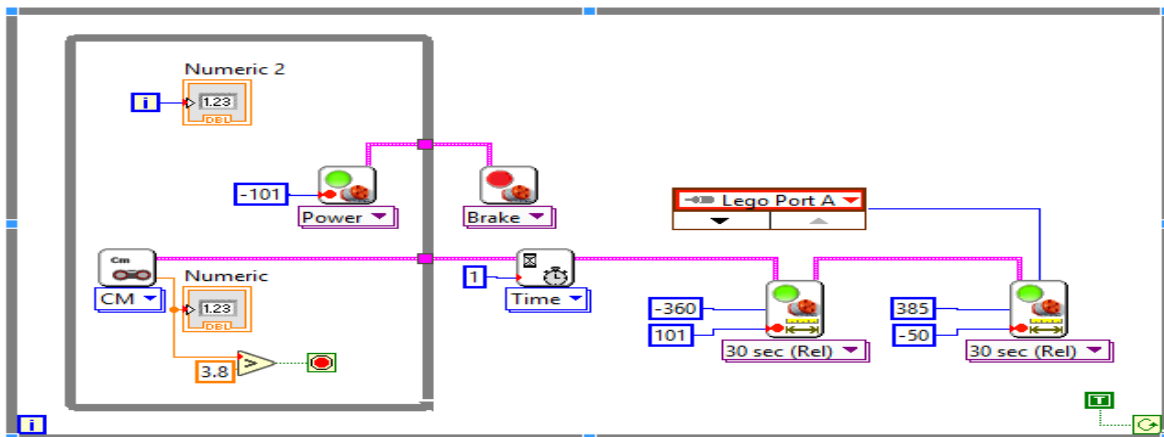 Numeric 2
i
1.23
DBL
-101
Power
Brake
Lego Port A
Cm
CM
Numeric
1.23
DBL
1
Time
-360
101
30 sec (Rel)
385
-50
30 sec (Rel)
3.8
>
T
i